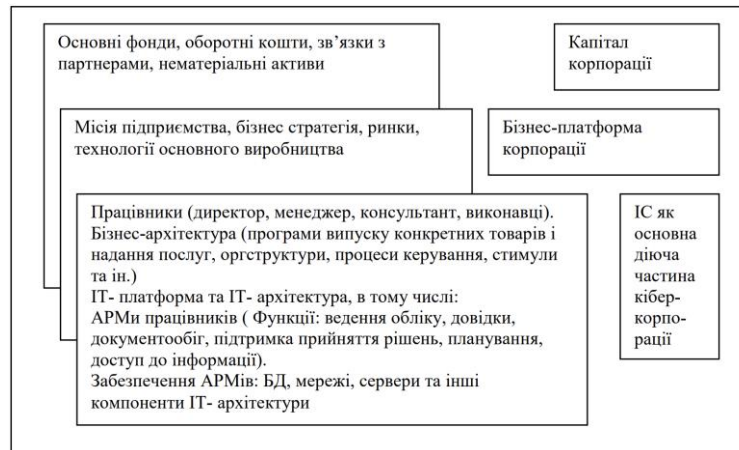 Основні фонди, оборотні кошти, зв’язки з
партнерами, нематеріальні активи
Капітал
корпорації
Місія підприємства, бізнес стратегія, ринки,
технології основного виробництва
Бізнес-платформа
корпорації
Працівники (директор, менеджер, консультант, виконавці).
Бізнес-архітектура (програми випуску конкретних товарів і
надання послуг, оргструктури, процеси керування, стимули
та ін.)
ІТ- платформа та ІТ- архітектура, в тому числі:
АРМи працівників ( Функції: ведення обліку, довідки,
документообіг, підтримка прийняття рішень, планування,
доступ до інформації).
Забезпечення АРМів: БД, мережі, сервери та інші
компоненти ІТ- архітектури
ІС як
основна
діюча
частина
кібер-
корпо-
рації